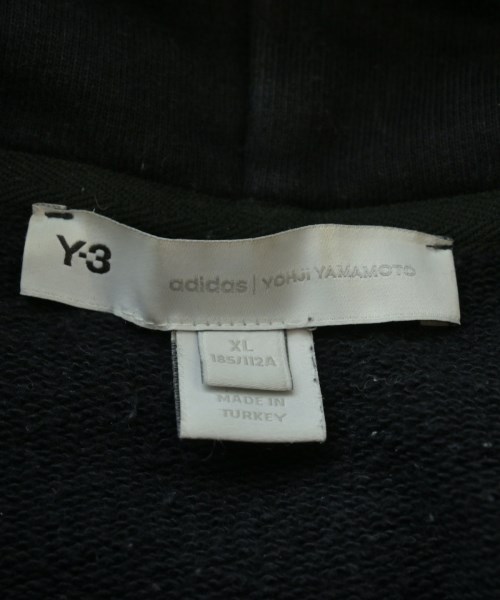 Y-3
adidas | YOHJI YAMAMOTO
XL
185/112A
MADE IN
TURKEY